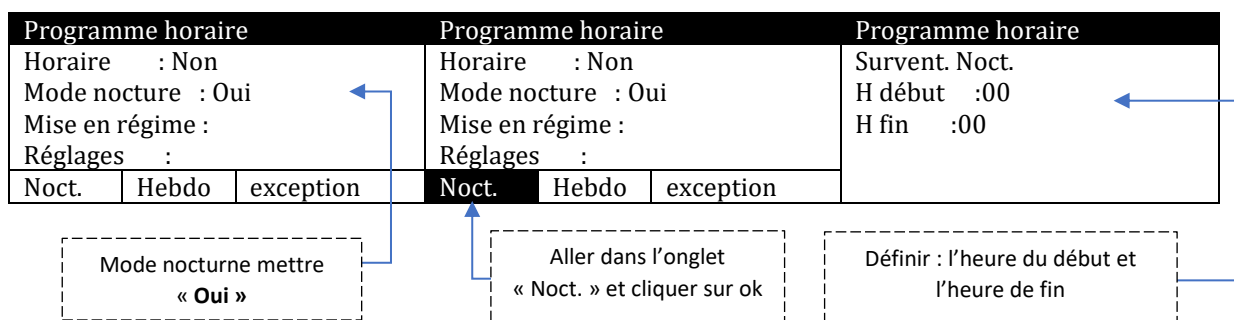 Programme horaire
Horaire : Non
Mode nocture : Oui
Mise en régime :
Réglages :
Noct. Hebdo exception
Programme horaire
Horaire : Non
Mode nocture : Oui
Mise en régime :
Réglages :
Noct. Hebdo exception
Programme horaire
Survent. Noct.
H début :00
H fin :00
Mode nocturne mettre
« Oui »
Aller dans l’onglet
« Noct. » et cliquer sur ok
Définir : l’heure du début et
l’heure de fin